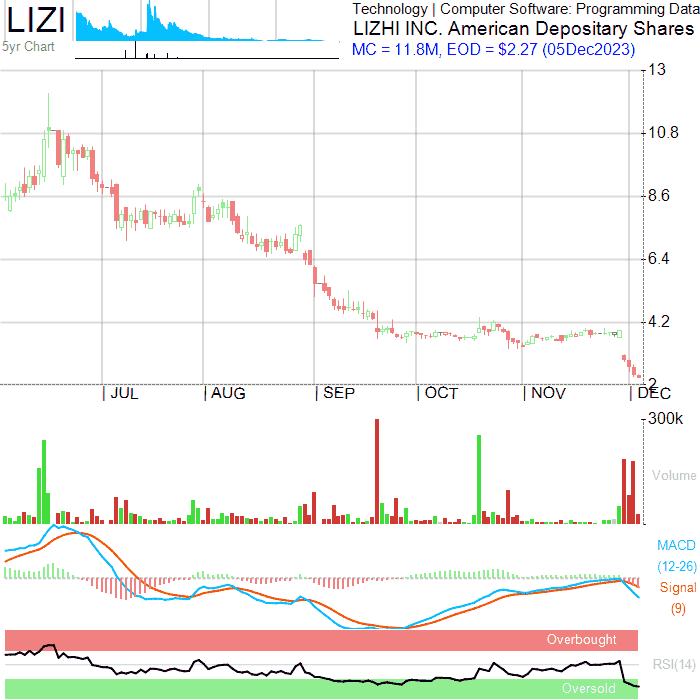 LIZI
5yr Chart
Technology | Computer Software: Programming Data
LIZHI INC. American Depositary Shares
MC = 11.8M, EOD = $2.27 (05Dec2023)
13
10.8
8.6
6.4
4.2
2
JUL AUG SEP OCT NOV DEC
300k
Volume
MACD
(12-26)
Signal
(9)
Overbought
RSI(14)
Oversold